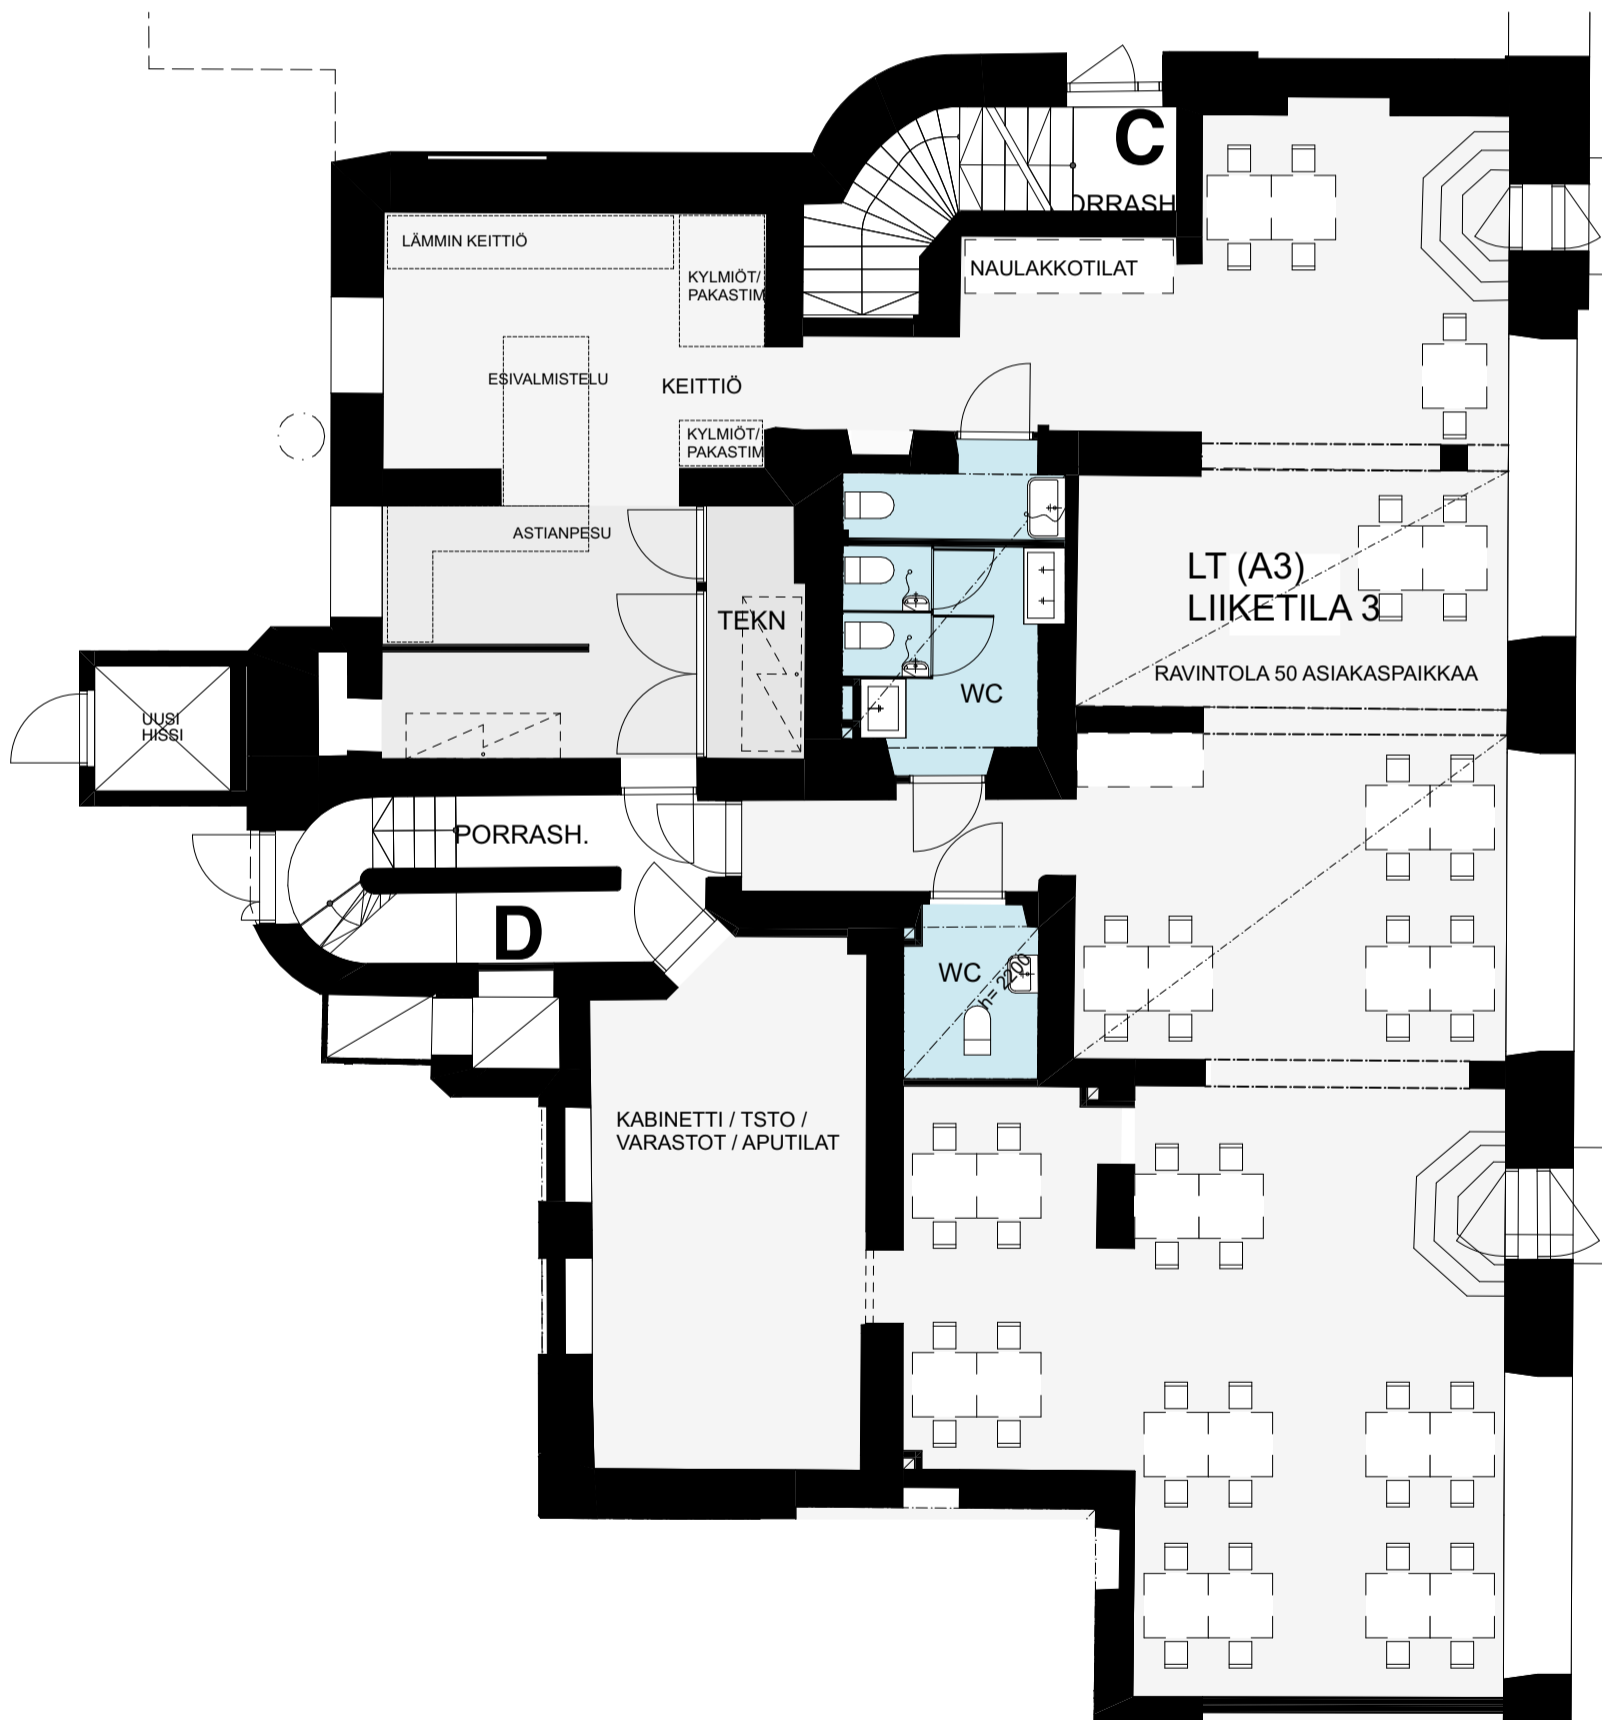 C
ORRASH
LÄMMIN KEITTIÖ
KYLMIÖT/
PAKASTIM
NAULAKKOTILAT
ESIVALMISTELU
KEITTIÖ
KYLMIÖT/
PAKASTIM
ASTIANPESU
TEKN
LT (A3)
LIIKETILA 3
RAVINTOLA 50 ASIAKASPAIKKAA
WC
UUSI
HISSI
PORRASH.
D
WC
h= 2200
KABINETTI / TSTO /
VARASTOT / APUTILAT